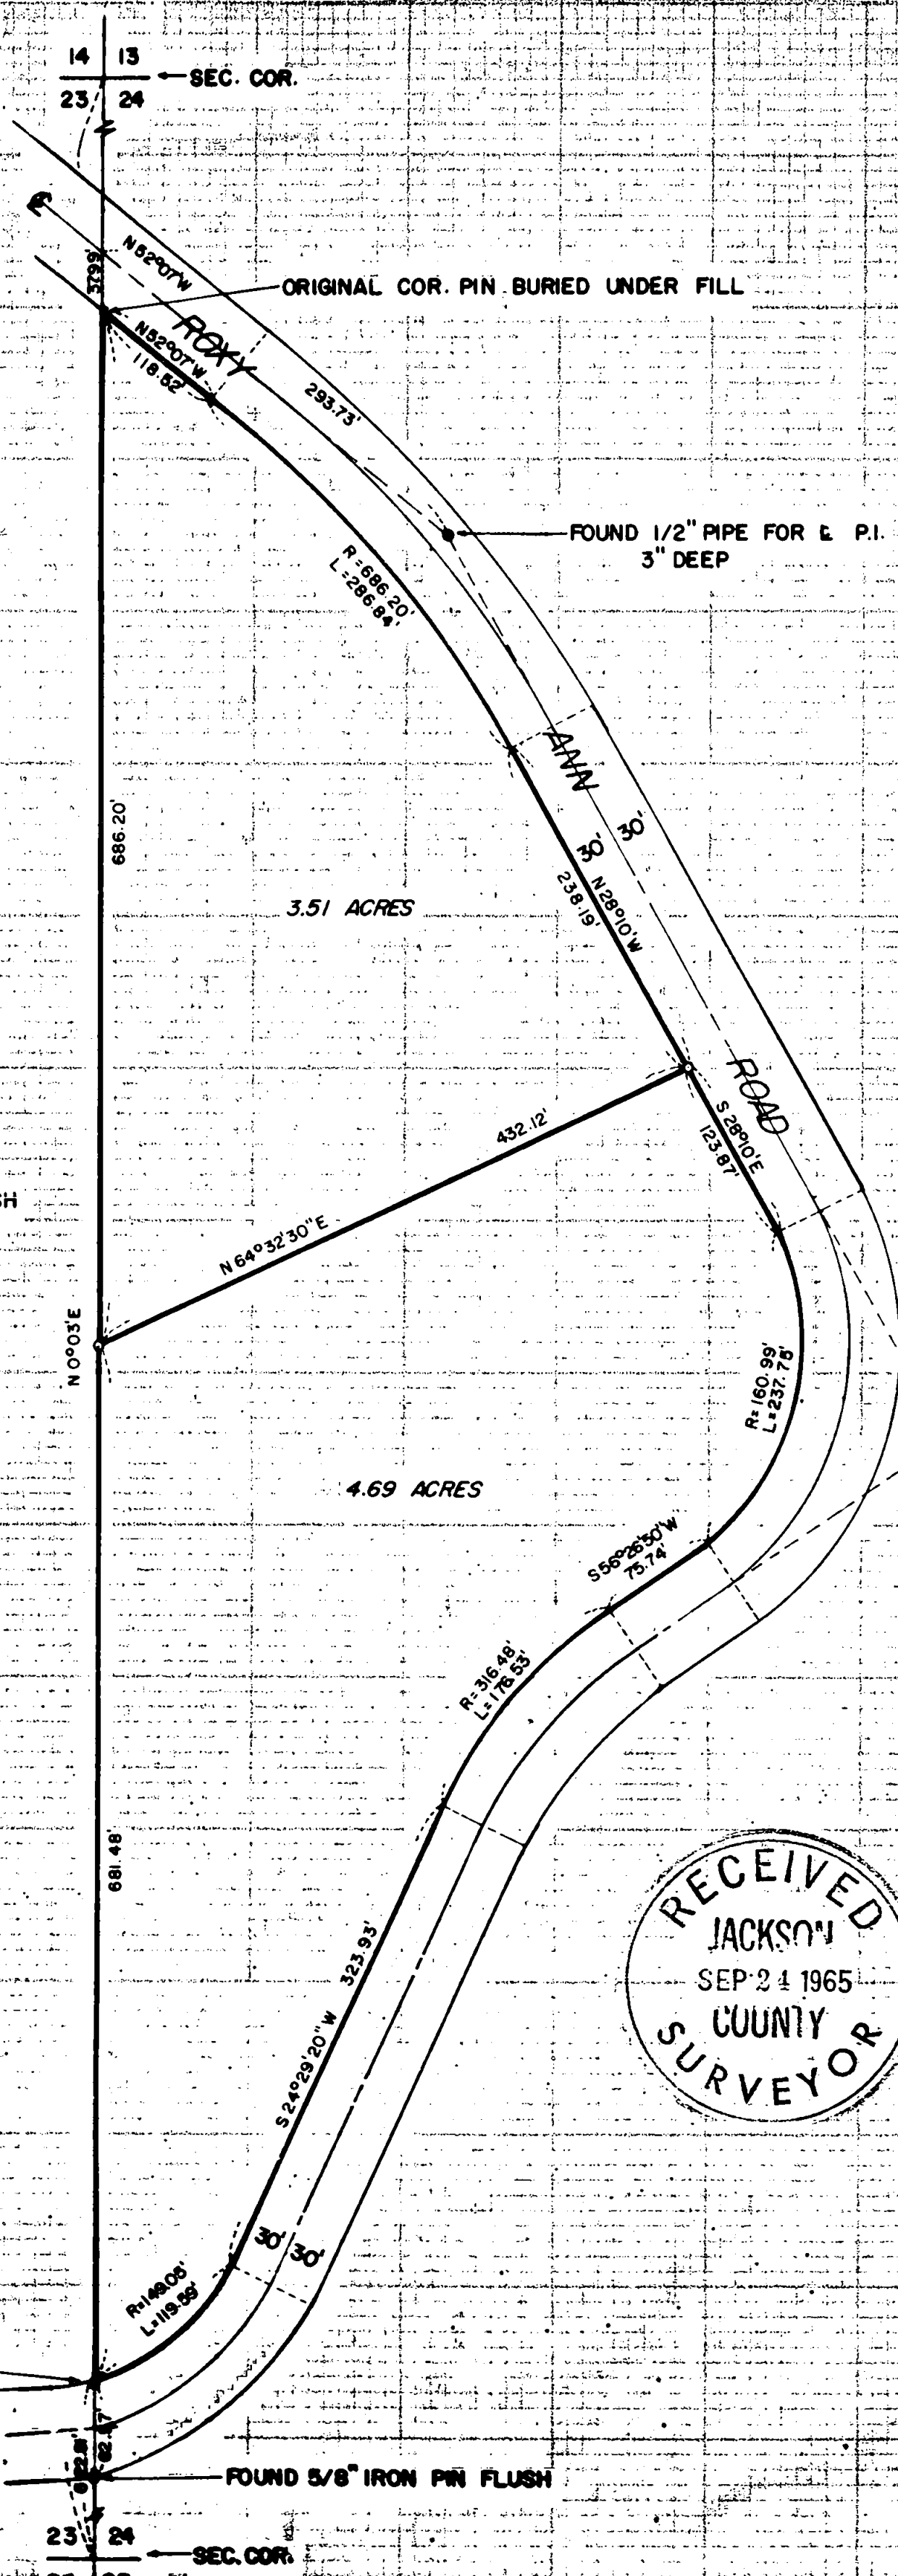 14 13
SEC. COR.
23 24
N52°07'W
3799'
ORIGINAL COR. PIN BURIED UNDER FILL
ROXY
N52°07'W
118.52'
293.73'
FOUND 1/2" PIPE FOR ℄ P.I.
3" DEEP
R=686.20'
L=286.84'
ANN
30' 30'
686.20'
N28°10'W
238.19'
3.51 ACRES
ROAD
S 28°10'E
123.87'
432.12'
N 64°32'30" E
N 0°03'E
R=160.99'
L=237.78'
4.69 ACRES
S56°26'50"W
75.74'
R=316.48'
L=176.53'
681.48'
RECEIVED
JACKSON
SEP 24 1965
COUNTY
SURVEYOR
323.93'
S 24°29'20" W
30' 30'
R=149.05'
L=119.59'
FOUND 5/8" IRON PIN FLUSH
23 24
SEC. COR.